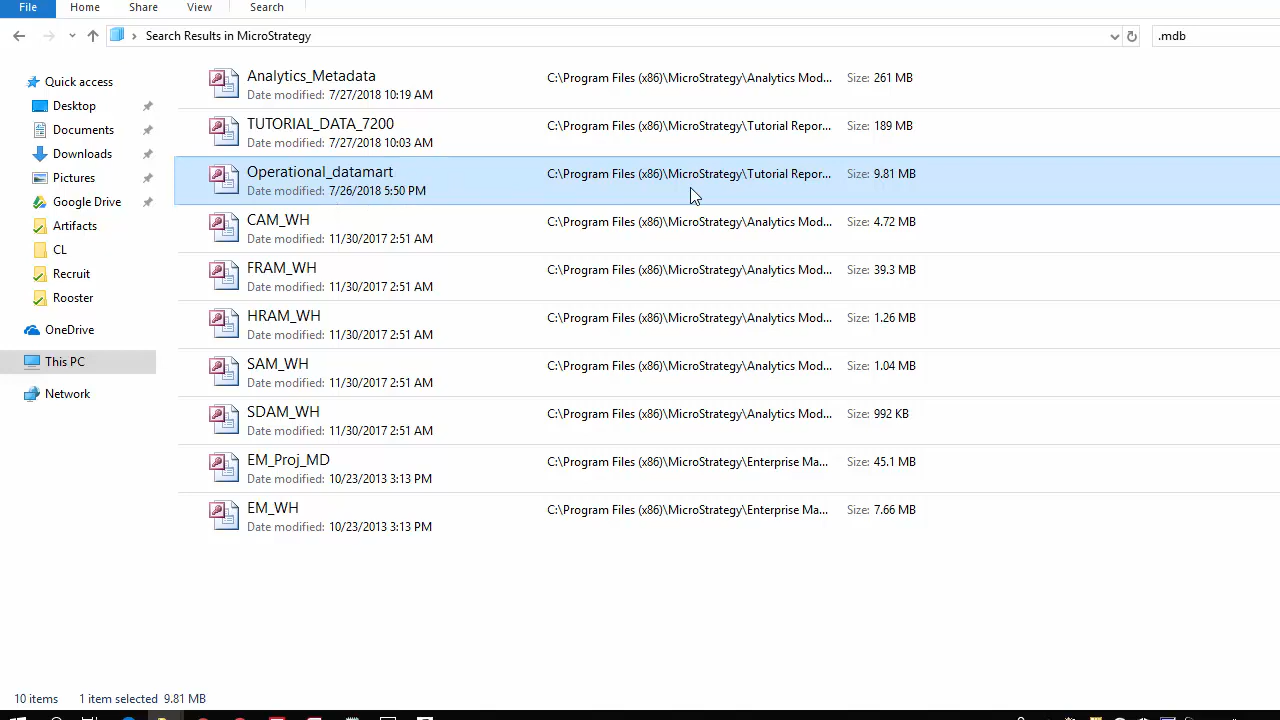 File Home Share View Search
Search Results in MicroStrategy .mdb
Quick access
Desktop
Documents
Downloads
Pictures
Google Drive
Artifacts
CL
Recruit
Rooster
OneDrive
This PC
Network
Analytics_Metadata C:\Program Files (x86)\MicroStrategy\Analytics Mod... Size: 261 MB
Date modified: 7/27/2018 10:19 AM
TUTORIAL_DATA_7200 C:\Program Files (x86)\MicroStrategy\Tutorial Repor... Size: 189 MB
Date modified: 7/27/2018 10:03 AM
Operational_datamart C:\Program Files (x86)\MicroStrategy\Tutorial Repor... Size: 9.81 MB
Date modified: 7/26/2018 5:50 PM
CAM_WH C:\Program Files (x86)\MicroStrategy\Analytics Mod... Size: 4.72 MB
Date modified: 11/30/2017 2:51 AM
FRAM_WH C:\Program Files (x86)\MicroStrategy\Analytics Mod... Size: 39.3 MB
Date modified: 11/30/2017 2:51 AM
HRAM_WH C:\Program Files (x86)\MicroStrategy\Analytics Mod... Size: 1.26 MB
Date modified: 11/30/2017 2:51 AM
SAM_WH C:\Program Files (x86)\MicroStrategy\Analytics Mod... Size: 1.04 MB
Date modified: 11/30/2017 2:51 AM
SDAM_WH C:\Program Files (x86)\MicroStrategy\Analytics Mod... Size: 992 KB
Date modified: 11/30/2017 2:51 AM
EM_Proj_MD C:\Program Files (x86)\MicroStrategy\Enterprise Ma... Size: 45.1 MB
Date modified: 10/23/2013 3:13 PM
EM_WH C:\Program Files (x86)\MicroStrategy\Enterprise Ma... Size: 7.66 MB
Date modified: 10/23/2013 3:13 PM
10 items 1 item selected 9.81 MB